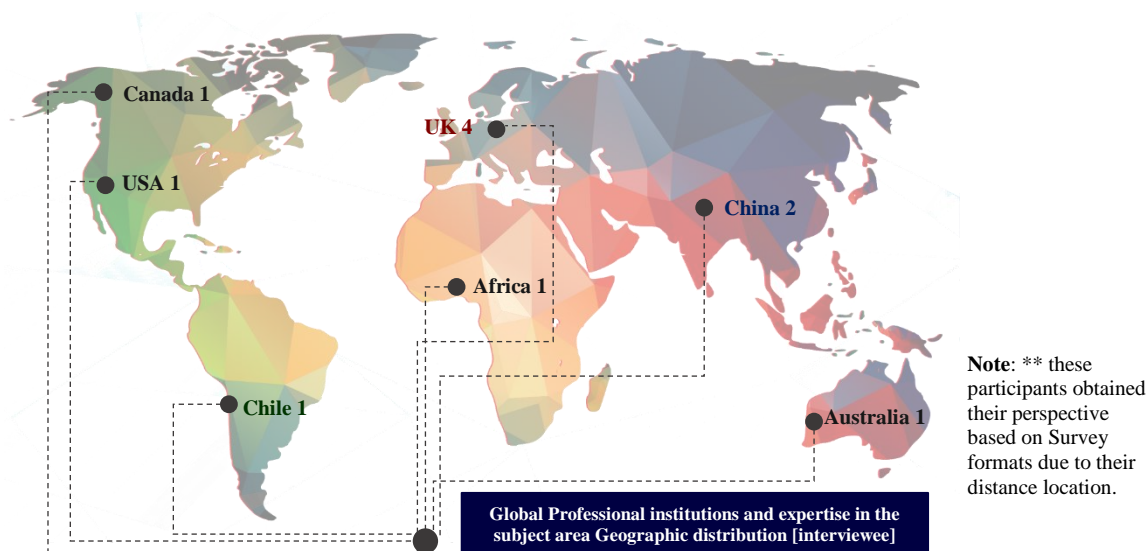 Canada 1
UK 4
USA 1
China 2
Africa 1
Chile 1
Australia 1
Note: ** these
participants obtained
their perspective
based on Survey
formats due to their
distance location.
Global Professional institutions and expertise in the
subject area Geographic distribution [interviewee]